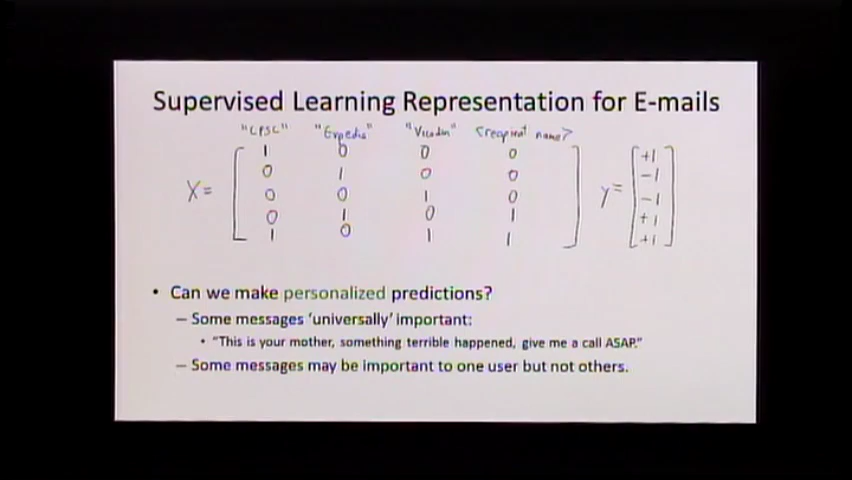 Supervised Learning Representation for E-mails
"CPSC" "Expedia" "Vicodin" <recipient name>
1 0 0 0
0 1 0 0
X = 0 0 1 0 y =
0 1 0 1
1 0 1 1
+1
-1
-1
+1
+1
• Can we make personalized predictions?
– Some messages ‘universally’ important:
• “This is your mother, something terrible happened, give me a call ASAP.”
– Some messages may be important to one user but not others.